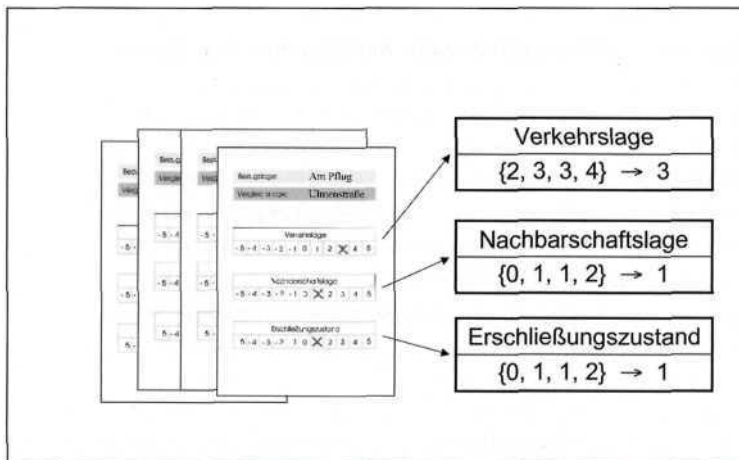 Verkehrslage
{2, 3, 3, 4} → 3
Nachbarschaftslage
{0, 1, 1, 2} → 1
Erschließungszustand
{0, 1, 1, 2} → 1
Am Pflug
Ulmenstraße
Verkehrslage
-5 -4 -3 -2 -1 0 1 2 4 5
Nachbarschaftslage
-5 -4 -3 -2 -1 0 2 3 4 5
Erschließungszustand
-5 -4 -3 -2 -1 0 2 3 4 5